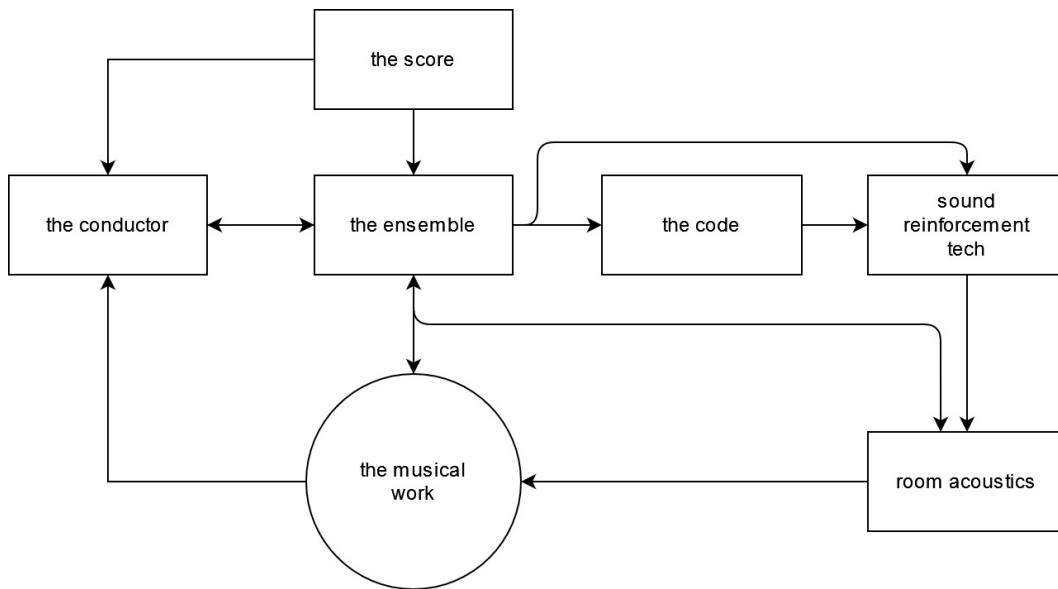 the score
the conductor
the ensemble
the code
sound
reinforcement
tech
the musical
work
room acoustics